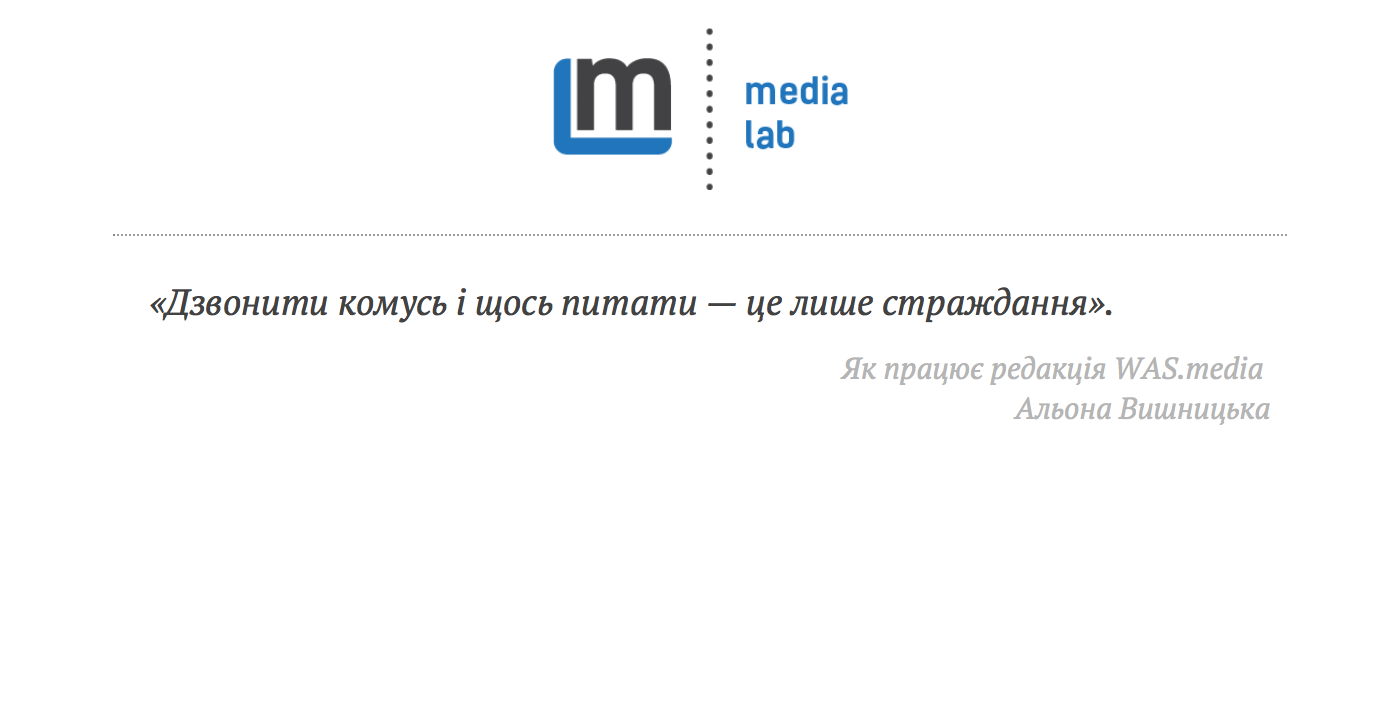 m
media
lab
«Дзвонити комусь і щось питати — це лише страждання».
Як працює редакція WAS.media
Альона Вишницька